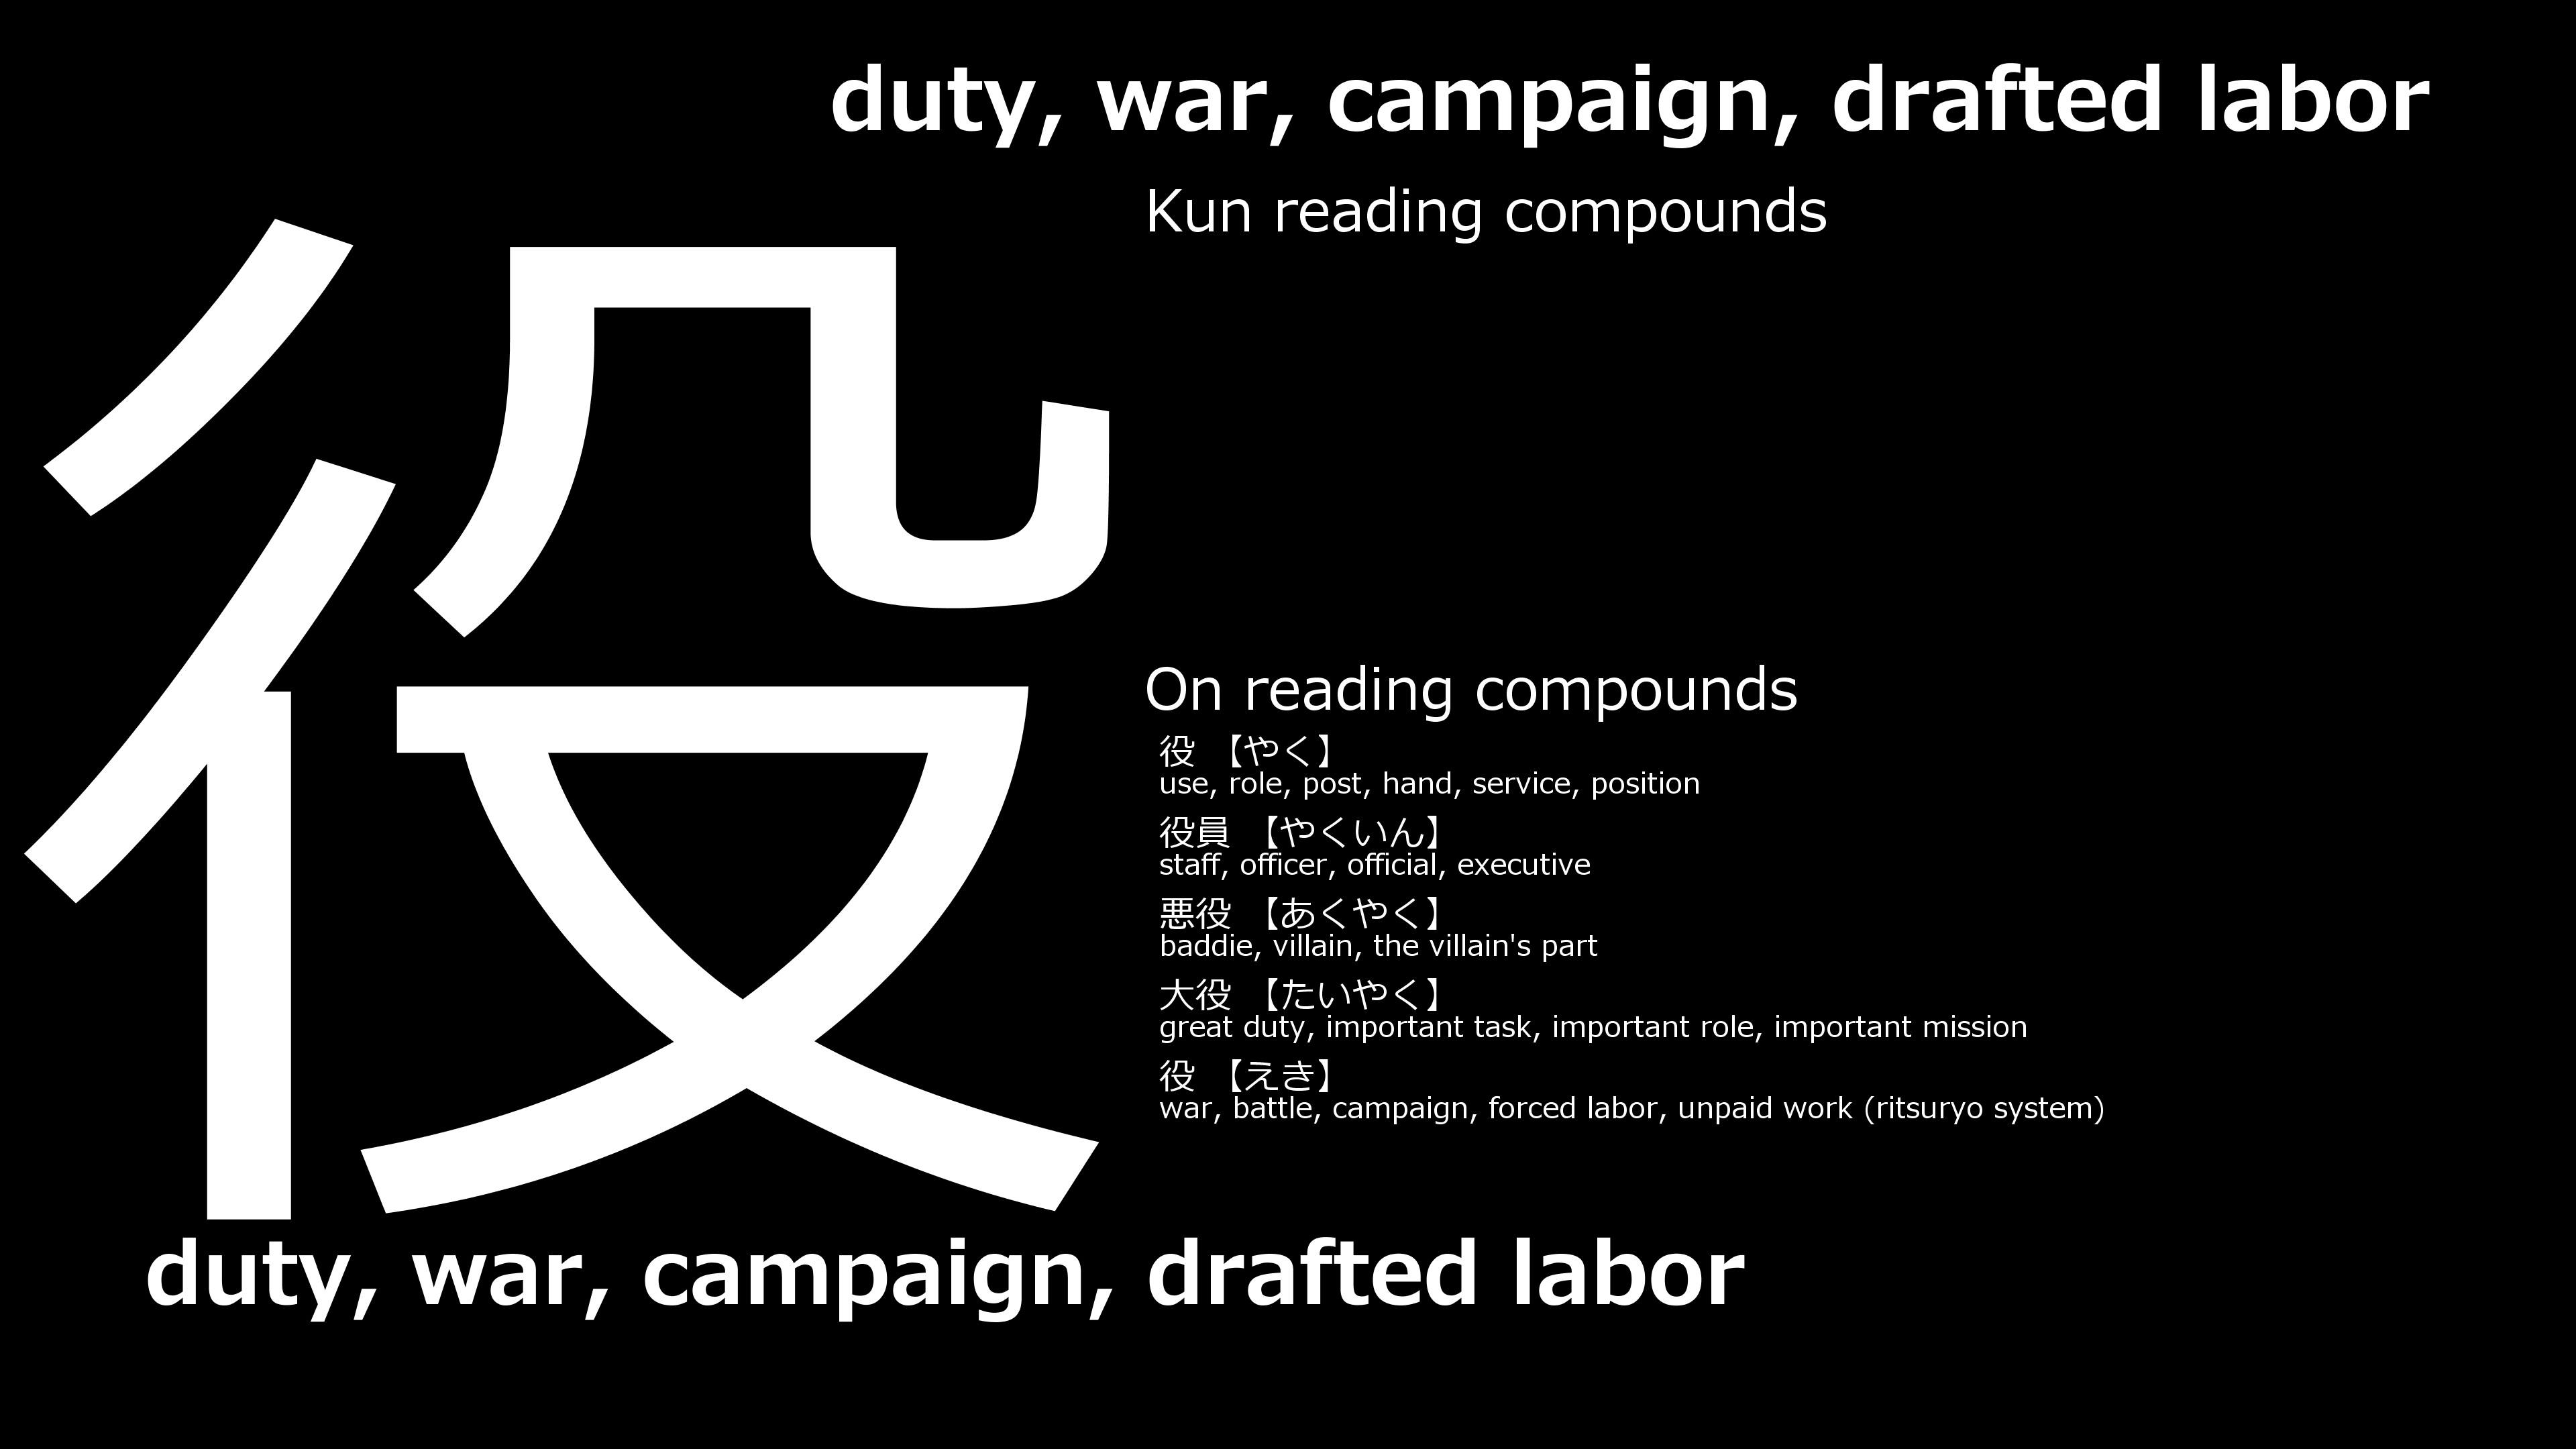 duty, war, campaign, drafted labor
役
Kun reading compounds
On reading compounds
役 【やく】
use, role, post, hand, service, position
役員 【やくいん】
staff, officer, official, executive
悪役 【あくやく】
baddie, villain, the villain's part
大役 【たいやく】
great duty, important task, important role, important mission
役 【えき】
war, battle, campaign, forced labor, unpaid work (ritsuryo system)
duty, war, campaign, drafted labor